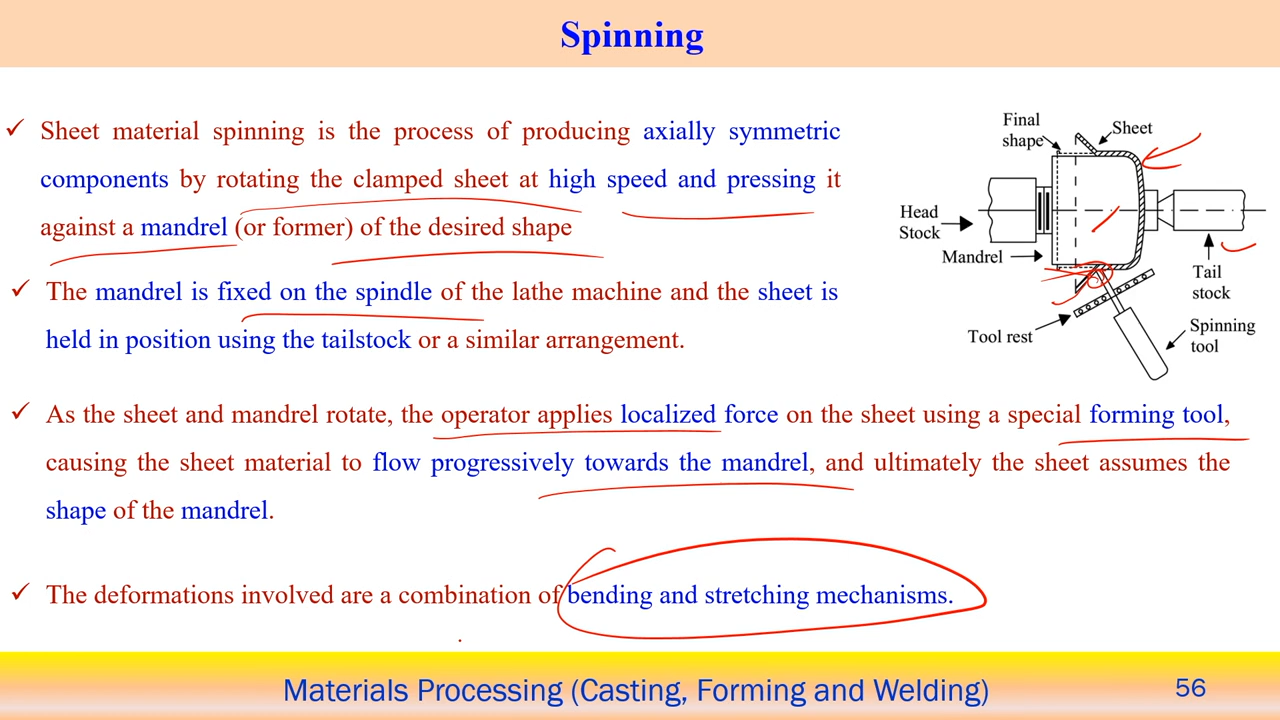 Spinning
✓ Sheet material spinning is the process of producing axially symmetric
components by rotating the clamped sheet at high speed and pressing it
against a mandrel (or former) of the desired shape
✓ The mandrel is fixed on the spindle of the lathe machine and the sheet is
held in position using the tailstock or a similar arrangement.
Final
shape
Sheet
Head
Stock
Mandrel
Tail
stock
Tool rest
Spinning
tool
✓ As the sheet and mandrel rotate, the operator applies localized force on the sheet using a special forming tool,
causing the sheet material to flow progressively towards the mandrel, and ultimately the sheet assumes the
shape of the mandrel.
✓ The deformations involved are a combination of bending and stretching mechanisms.
Materials Processing (Casting, Forming and Welding)
56